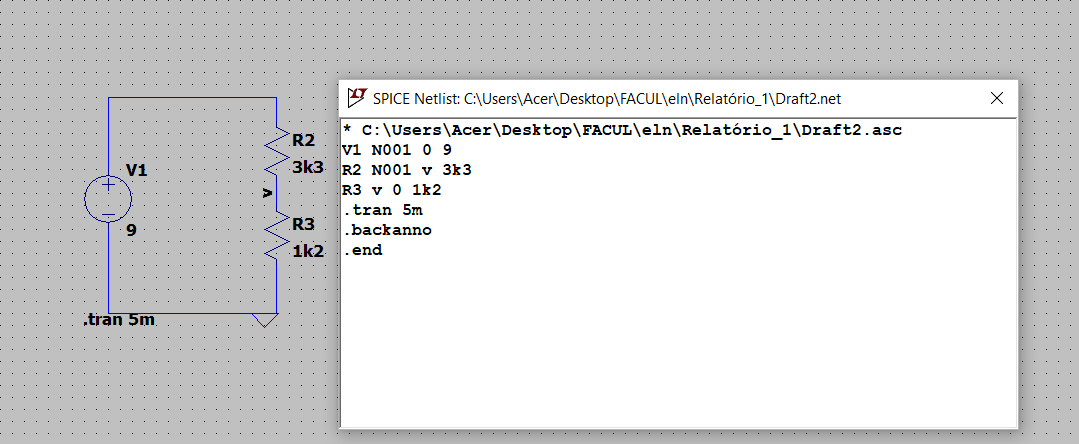 V1
9
R2
3k3
v
R3
1k2
.tran 5m
SPICE Netlist: C:\Users\Acer\Desktop\FACUL\eln\Relatório_1\Draft2.net
* C:\Users\Acer\Desktop\FACUL\eln\Relatório_1\Draft2.asc
V1 N001 0 9
R2 N001 v 3k3
R3 v 0 1k2
.tran 5m
.backanno
.end